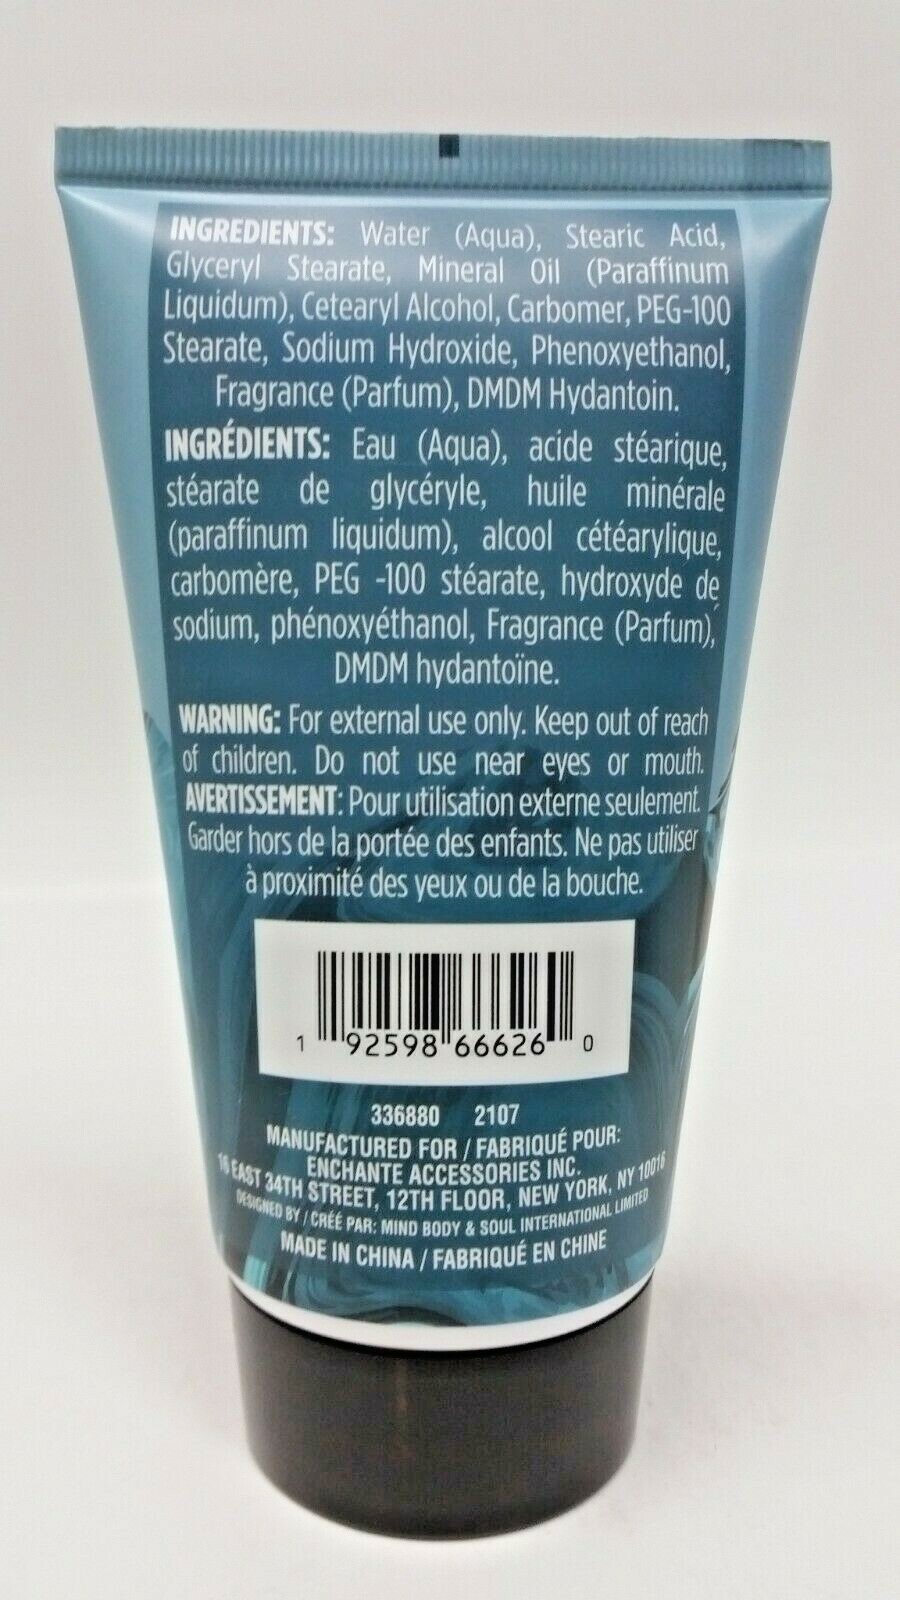 INGREDIENTS: Water (Aqua), Stearic Acid,
Glyceryl Stearate, Mineral Oil (Paraffinum
Liquidum), Cetearyl Alcohol, Carbomer, PEG-100
Stearate, Sodium Hydroxide, Phenoxyethanol,
Fragrance (Parfum), DMDM Hydantoin.
INGRÉDIENTS: Eau (Aqua), acide stéarique,
stéarate de glycéryle, huile minérale
(paraffinum liquidum), alcool cétéarylique,
carbomère, PEG -100 stéarate, hydroxyde de
sodium, phénoxyéthanol, Fragrance (Parfum),
DMDM hydantoïne.
WARNING: For external use only. Keep out of reach
of children. Do not use near eyes or mouth.
AVERTISSEMENT: Pour utilisation externe seulement.
Garder hors de la portée des enfants. Ne pas utiliser
à proximité des yeux ou de la bouche.
1 92598 66626 0
336880 2107
MANUFACTURED FOR / FABRIQUÉ POUR:
ENCHANTE ACCESSORIES INC.
16 EAST 34TH STREET, 12TH FLOOR, NEW YORK, NY 10016
DESIGNED BY / CRÉÉ PAR: MIND BODY & SOUL INTERNATIONAL LIMITED
MADE IN CHINA / FABRIQUÉ EN CHINE